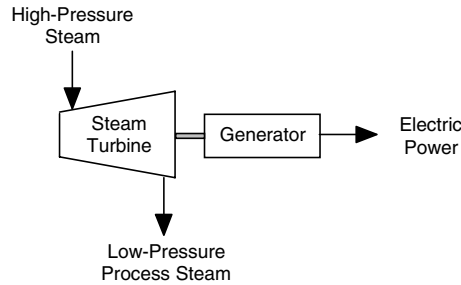 High-Pressure
Steam
Steam
Turbine
Generator
Electric
Power
Low-Pressure
Process Steam